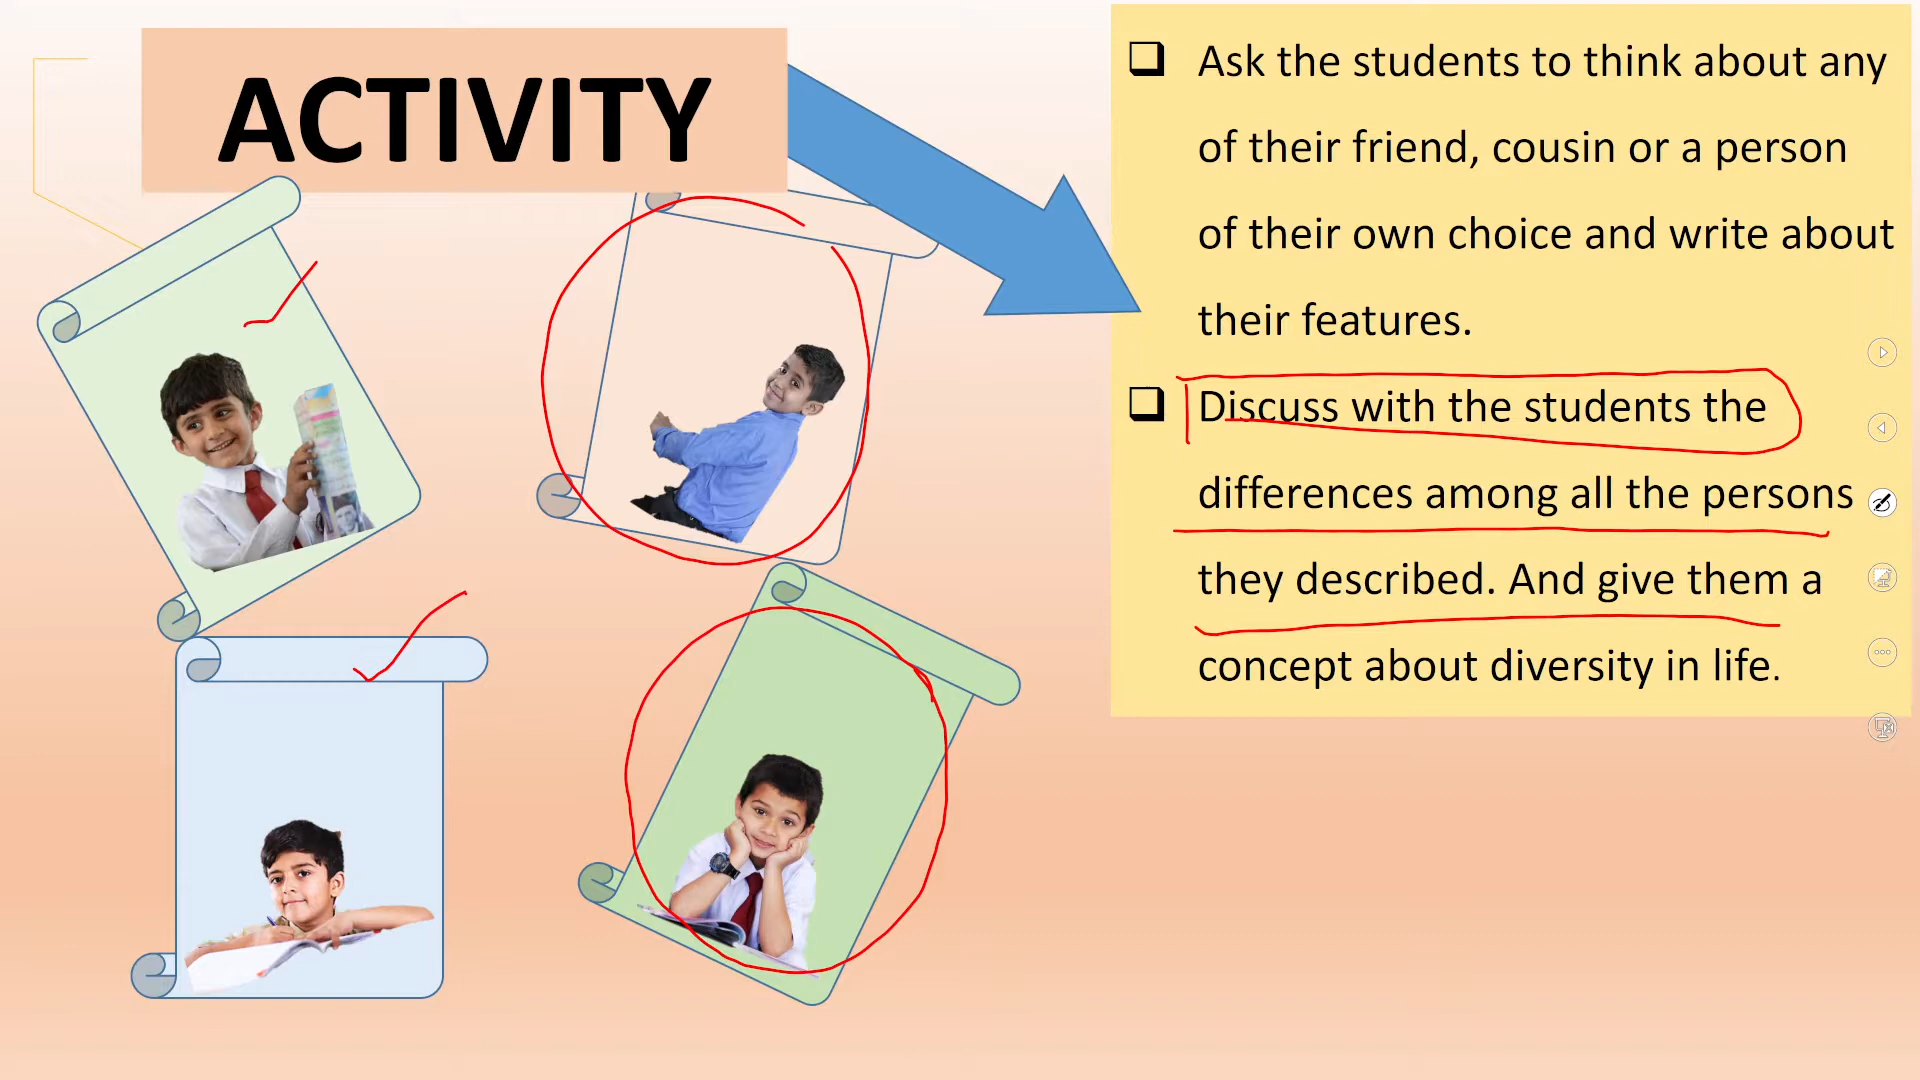 ACTIVITY
❑ Ask the students to think about any
of their friend, cousin or a person
of their own choice and write about
their features.
❑ Discuss with the students the
differences among all the persons
they described. And give them a
concept about diversity in life.